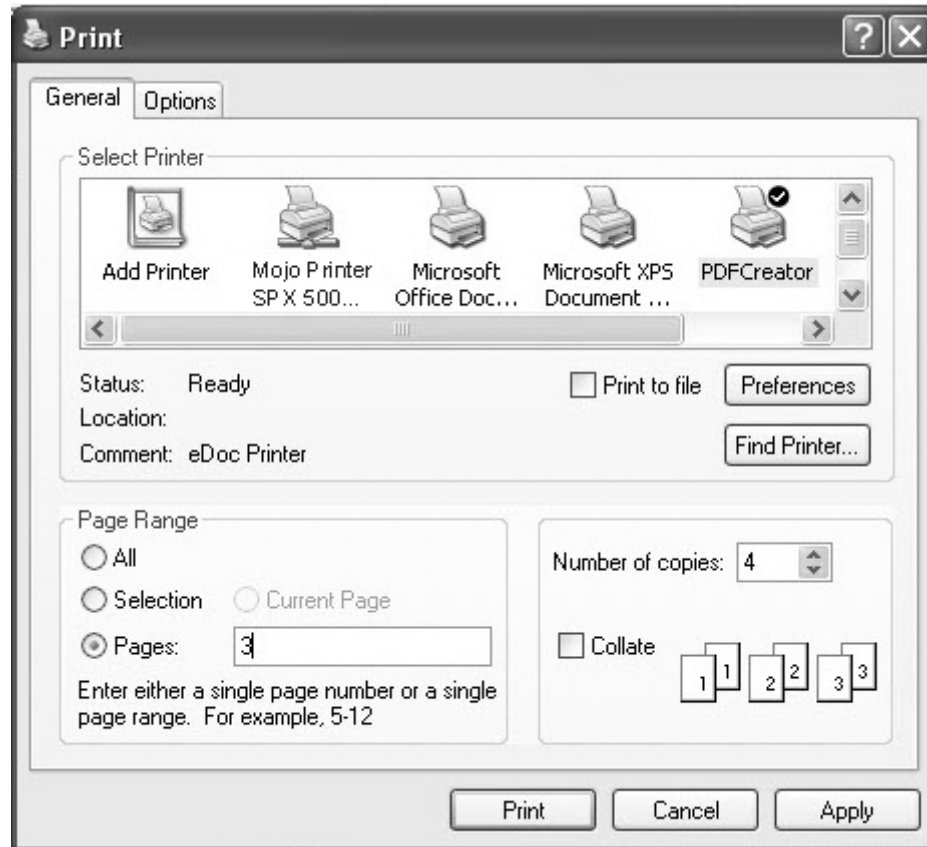 Print
General Options
Select Printer
Add Printer
Mojo Printer
SP X 500...
Microsoft
Office Doc...
Microsoft XPS
Document ...
PDFCreator
Status: Ready
Print to file
Preferences
Location:
Comment: eDoc Printer
Find Printer...
Page Range
All
Selection
Current Page
Pages: 3
Enter either a single page number or a single
page range. For example, 5-12
Number of copies: 4
Collate
1 1 2 2 3 3
Print Cancel Apply